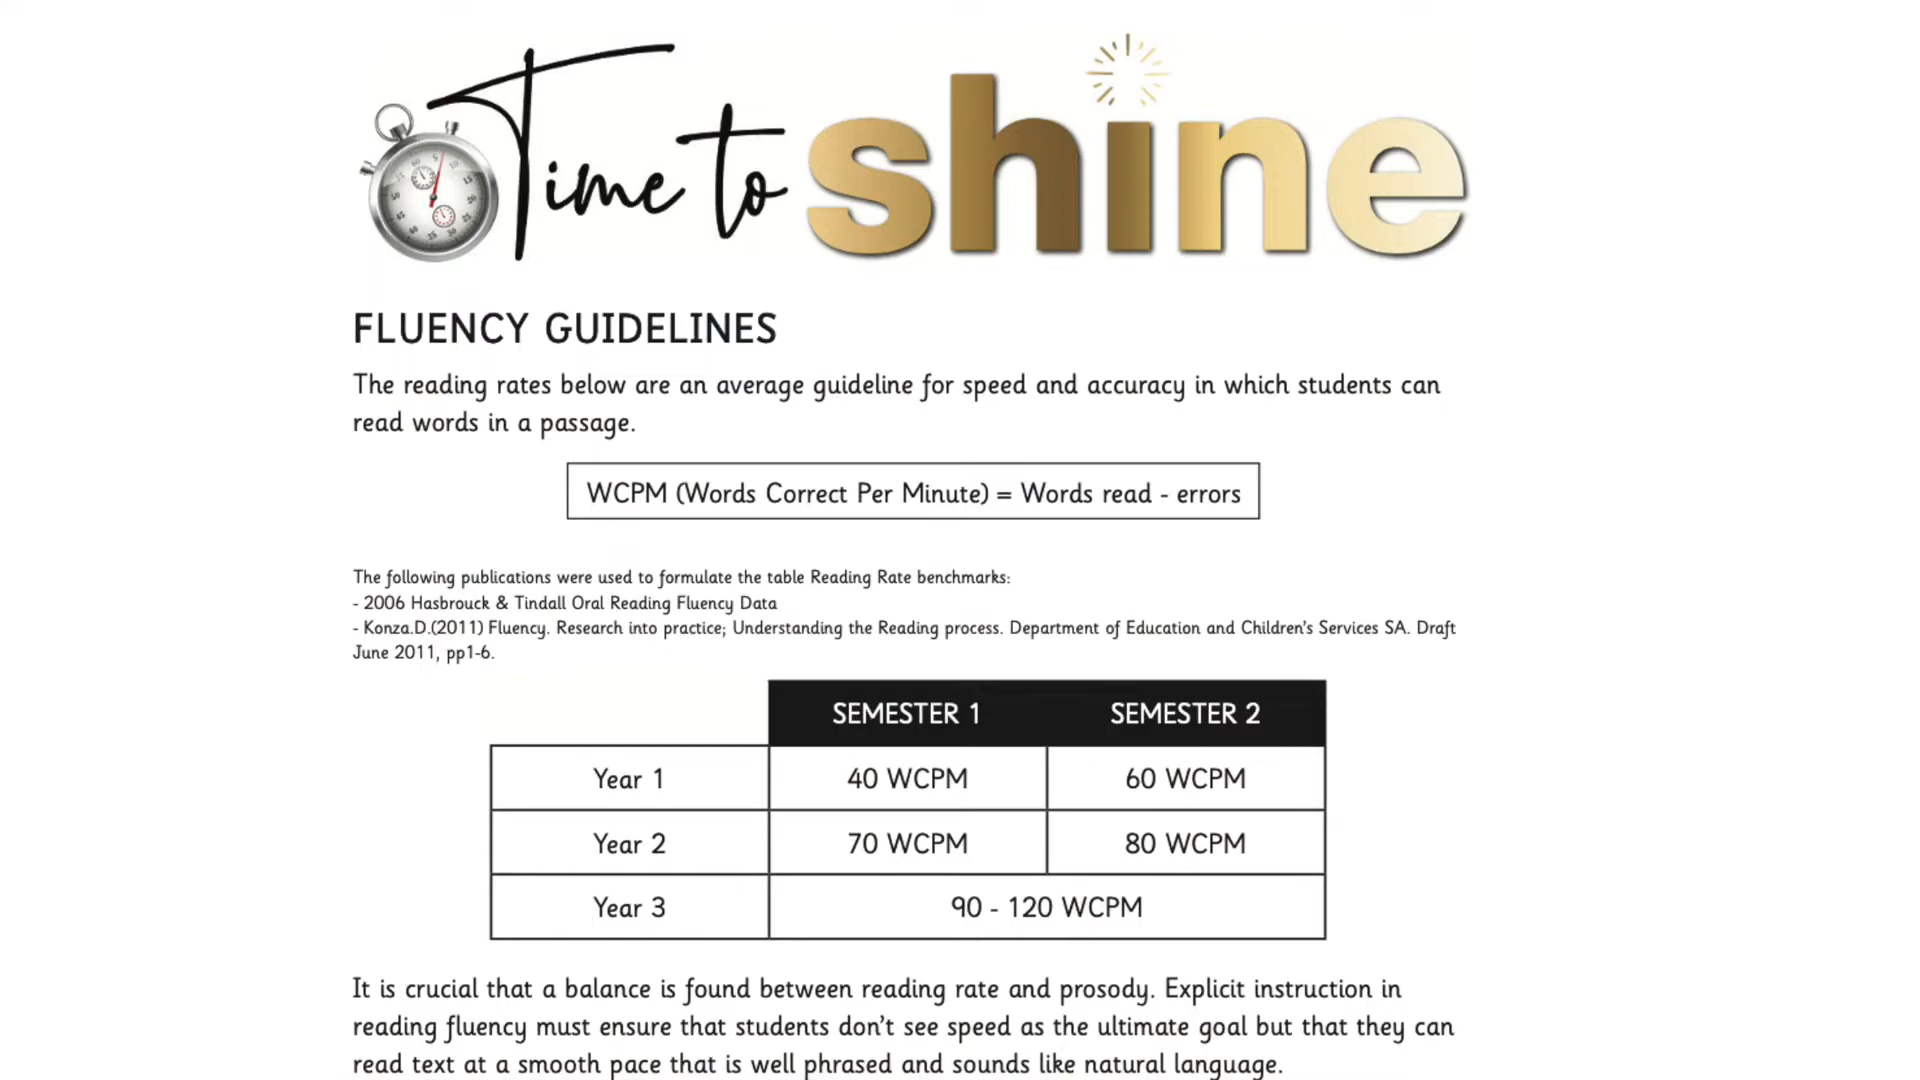 Time to shine
FLUENCY GUIDELINES
The reading rates below are an average guideline for speed and accuracy in which students can
read words in a passage.
WCPM (Words Correct Per Minute) = Words read - errors
The following publications were used to formulate the table Reading Rate benchmarks:
- 2006 Hasbrouck & Tindall Oral Reading Fluency Data
- Konza.D.(2011) Fluency. Research into practice; Understanding the Reading process. Department of Education and Children's Services SA. Draft
June 2011, pp1-6.
SEMESTER 1 SEMESTER 2
Year 1 40 WCPM 60 WCPM
Year 2 70 WCPM 80 WCPM
Year 3 90 - 120 WCPM
It is crucial that a balance is found between reading rate and prosody. Explicit instruction in
reading fluency must ensure that students don't see speed as the ultimate goal but that they can
read text at a smooth pace that is well phrased and sounds like natural language.